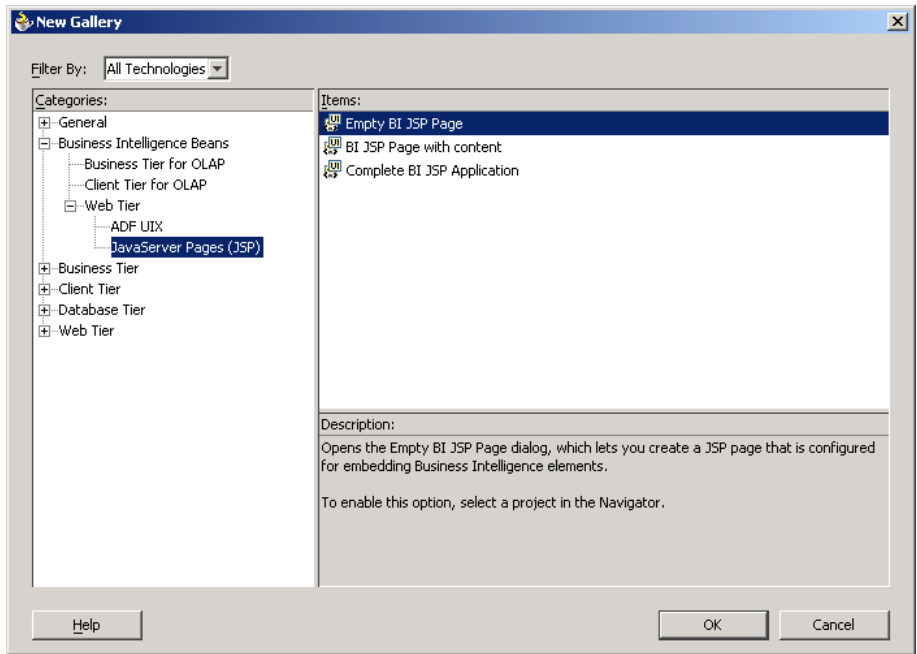 New Gallery
Filter By: All Technologies
Categories:
General
Business Intelligence Beans
Business Tier for OLAP
Client Tier for OLAP
Web Tier
ADF UIX
JavaServer Pages (JSP)
Business Tier
Client Tier
Database Tier
Web Tier
Items:
Empty BI JSP Page
BI JSP Page with content
Complete BI JSP Application
Description:
Opens the Empty BI JSP Page dialog, which lets you create a JSP page that is configured
for embedding Business Intelligence elements.
To enable this option, select a project in the Navigator.
Help
OK
Cancel